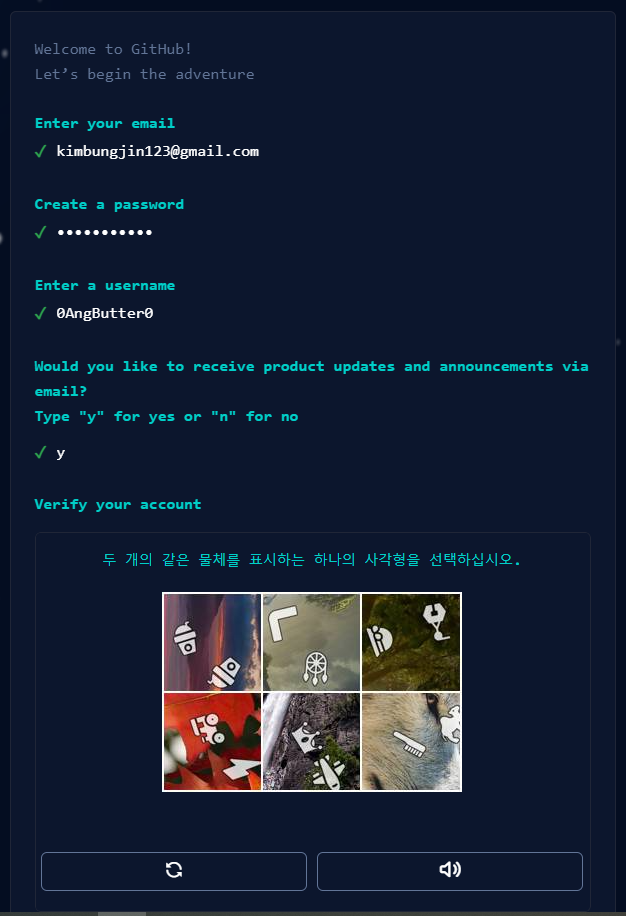 Welcome to GitHub!
Let’s begin the adventure
Enter your email
✓ kimbungjin123@gmail.com
Create a password
✓ •••••••••••
Enter a username
✓ 0AngButter0
Would you like to receive product updates and announcements via
email?
Type "y" for yes or "n" for no
✓ y
Verify your account
두 개의 같은 물체를 표시하는 하나의 사각형을 선택하십시오.